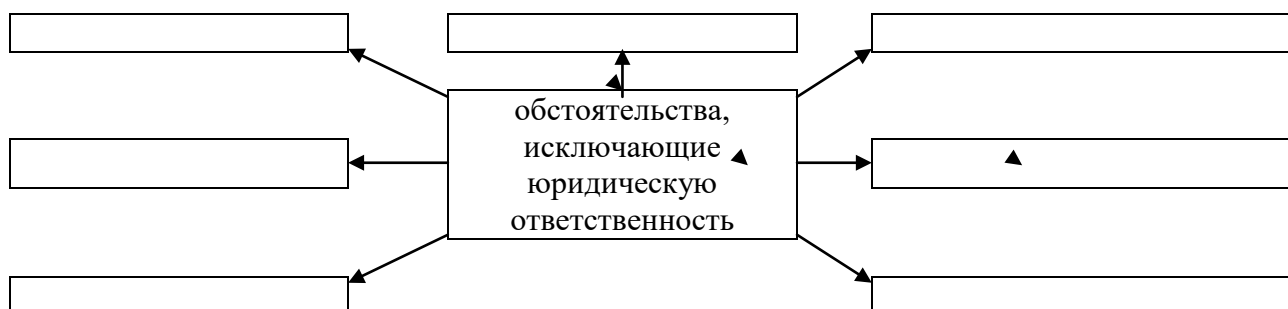 обстоятельства,
исключающие
юридическую
ответственность